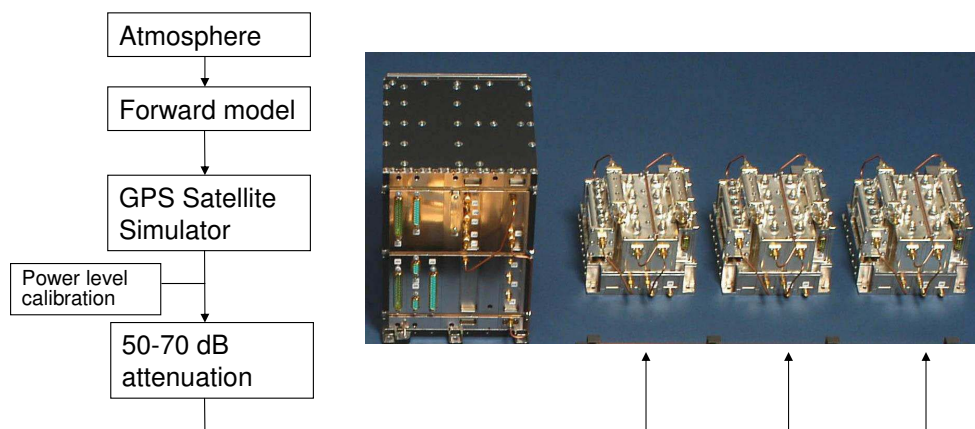 Atmosphere
Forward model
GPS Satellite
Simulator
Power level
calibration
50-70 dB
attenuation